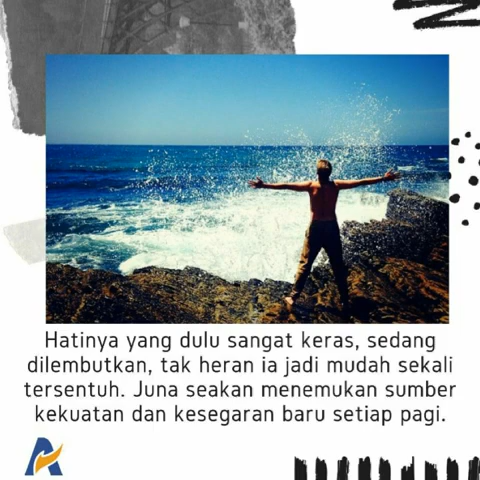 Hatinya yang dulu sangat keras, sedang
dilembutkan, tak heran ia jadi mudah sekali
tersentuh. Juna seakan menemukan sumber
kekuatan dan kesegaran baru setiap pagi.